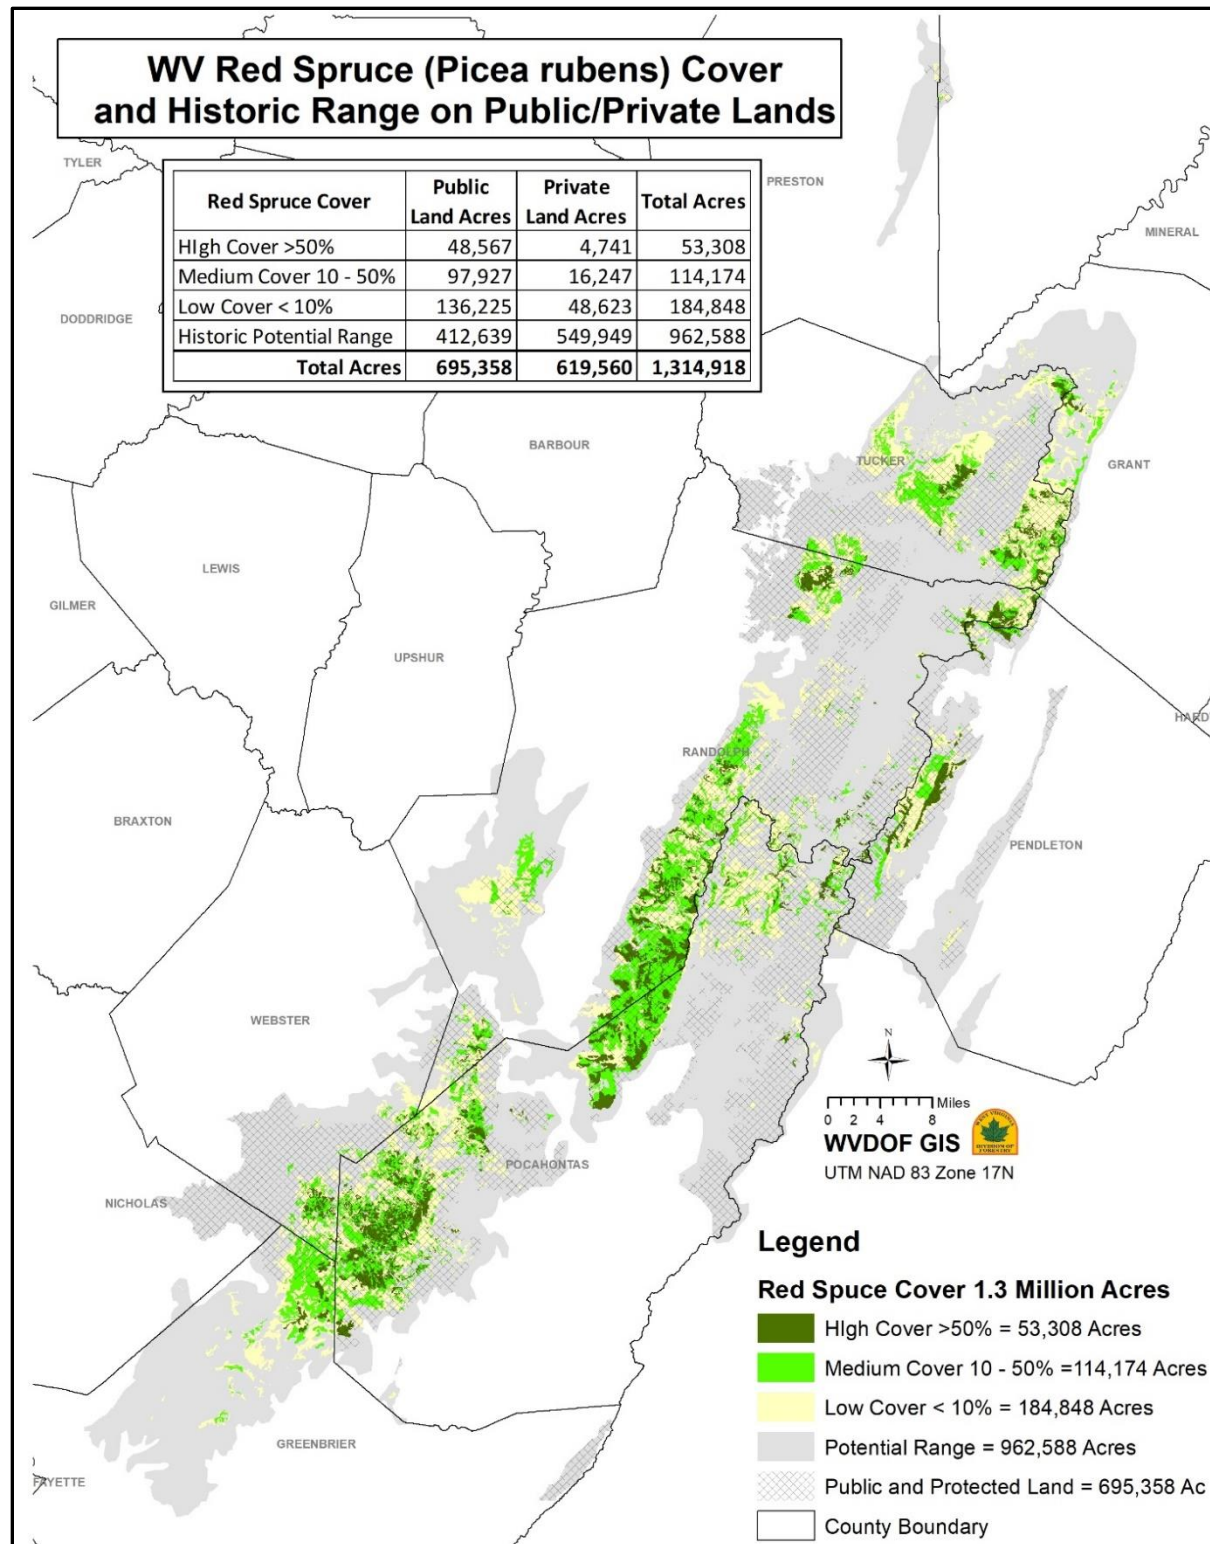 WV Red Spruce (Picea rubens) Cover
and Historic Range on Public/Private Lands
Red Spruce Cover Public Land Acres Private Land Acres Total Acres
HIgh Cover >50% 48,567 4,741 53,308
Medium Cover 10 - 50% 97,927 16,247 114,174
Low Cover < 10% 136,225 48,623 184,848
Historic Potential Range 412,639 549,949 962,588
Total Acres 695,358 619,560 1,314,918
TYLER
PRESTON
MINERAL
DODDRIDGE
BARBOUR
TUCKER
GRANT
LEWIS
GILMER
UPSHUR
HARD
RANDOLPH
BRAXTON
PENDLETON
WEBSTER
N
0 2 4 8 Miles
WVDOF GIS
WEST VIRGINIA
DIVISION OF
FORESTRY
UTM NAD 83 Zone 17N
POCAHONTAS
NICHOLAS
GREENBRIER
FAYETTE
Legend
Red Spuce Cover 1.3 Million Acres
HIgh Cover >50% = 53,308 Acres
Medium Cover 10 - 50% =114,174 Acres
Low Cover < 10% = 184,848 Acres
Potential Range = 962,588 Acres
Public and Protected Land = 695,358 Ac
County Boundary